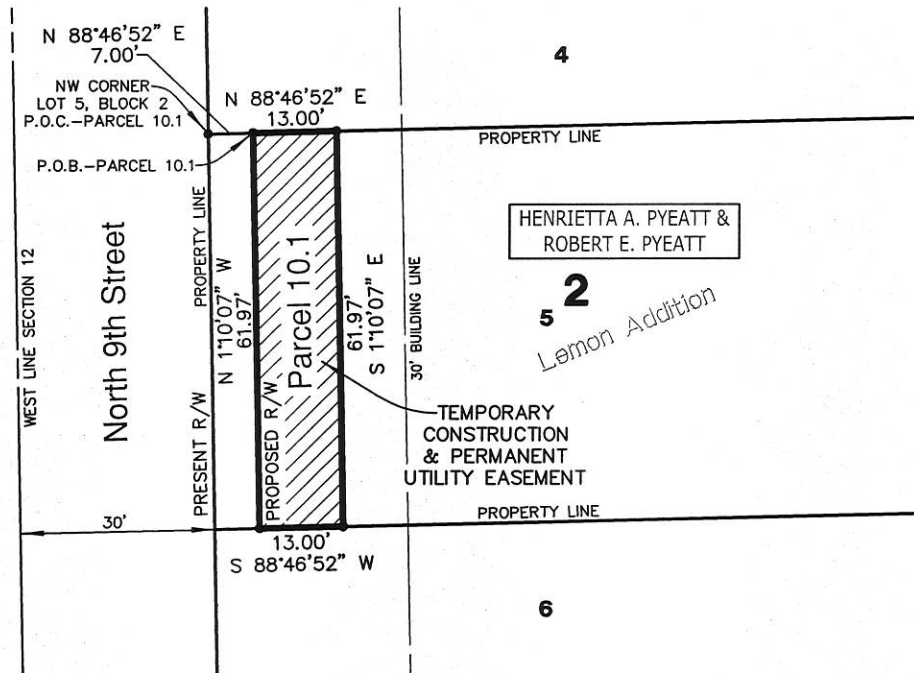 N 88°46'52" E
7.00'
NW CORNER
LOT 5, BLOCK 2
P.O.C.-PARCEL 10.1
P.O.B.-PARCEL 10.1
N 88°46'52" E
13.00'
4
PROPERTY LINE
WEST LINE SECTION 12
North 9th Street
PROPERTY LINE
PRESENT R/W
N 1°10'07" W
61.97'
PROPOSED R/W
Parcel 10.1
61.97'
S 1°10'07" E
30' BUILDING LINE
HENRIETTA A. PYEATT &
ROBERT E. PYEATT
5 2
Lemon Addition
TEMPORARY
CONSTRUCTION
& PERMANENT
UTILITY EASEMENT
30'
PROPERTY LINE
13.00'
S 88°46'52" W
6